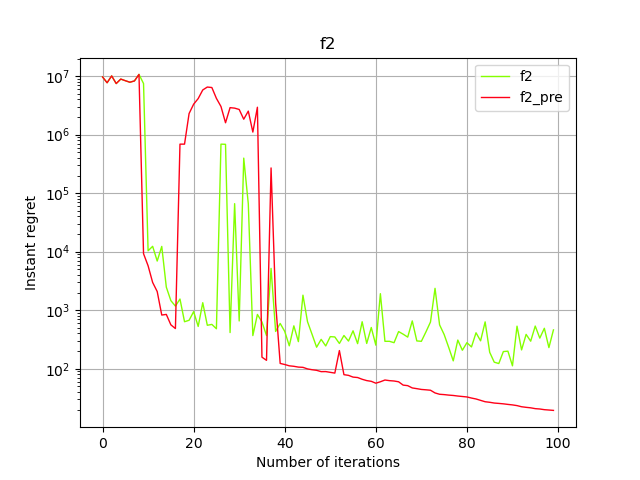 f2
f2
f2_pre
Instant regret
10^7
10^6
10^5
10^4
10^3
10^2
0 20 40 60 80 100
Number of iterations